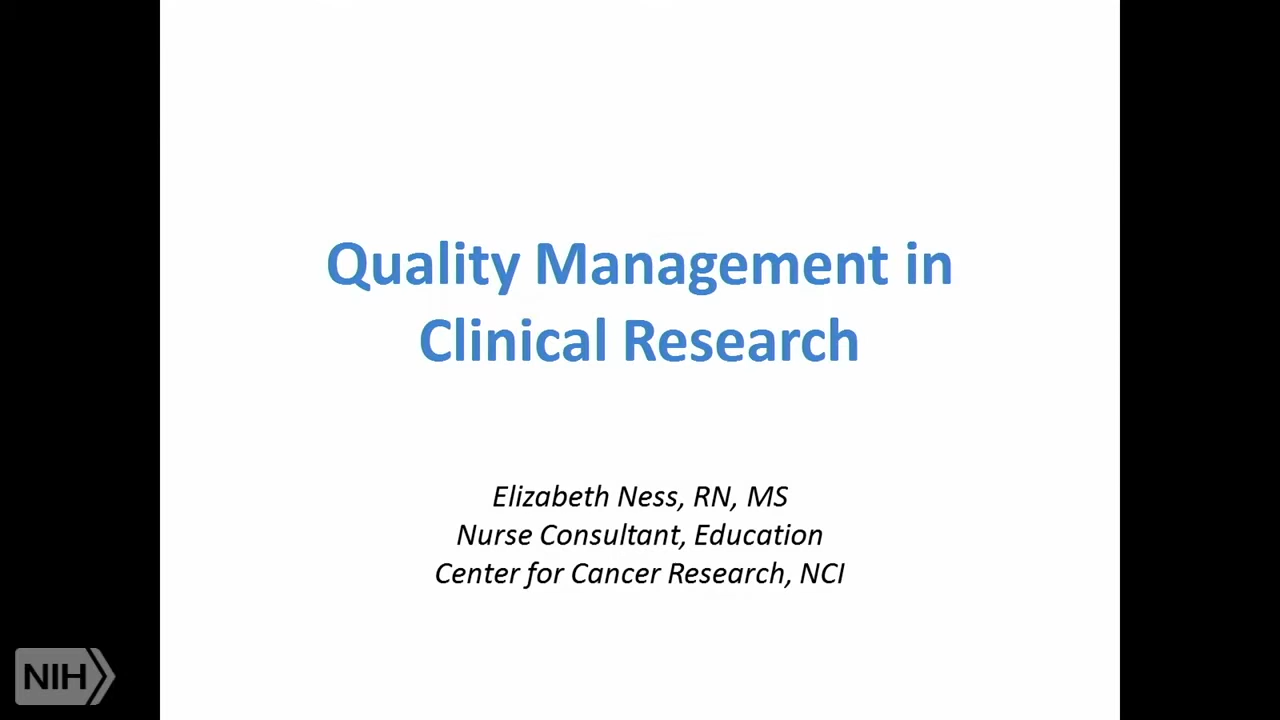 Quality Management in
Clinical Research
Elizabeth Ness, RN, MS
Nurse Consultant, Education
Center for Cancer Research, NCI
NIH